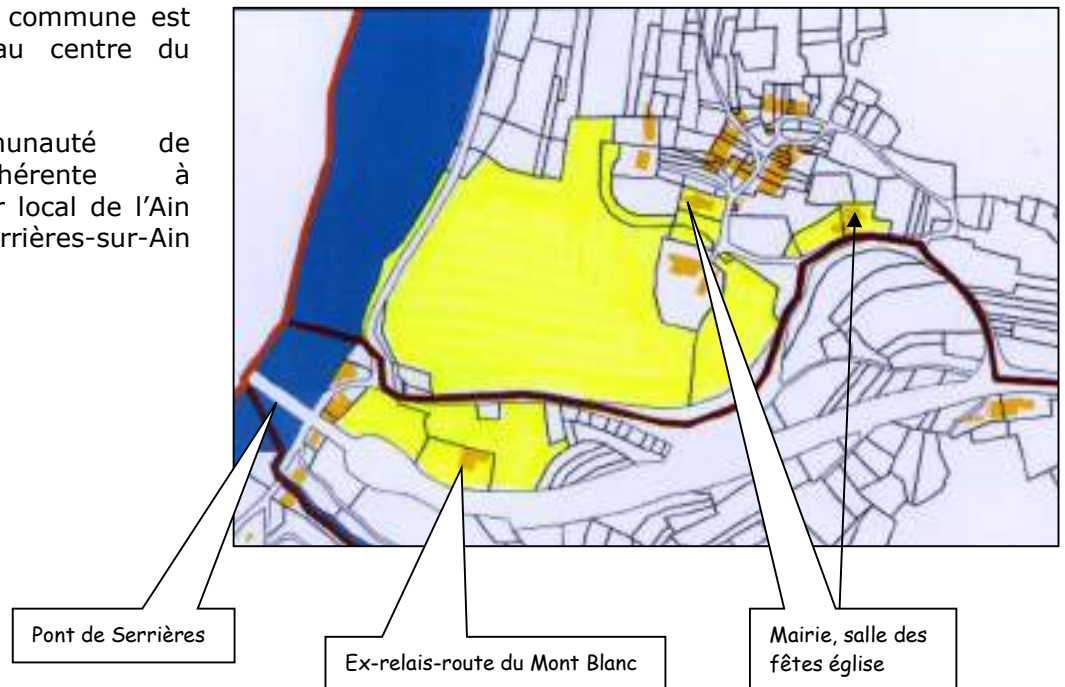 commune est
au centre du
munauté de
hérente à
r local de l'Ain
rrières-sur-Ain
Pont de Serrières
Ex-relais-route du Mont Blanc
Mairie, salle des
fêtes église